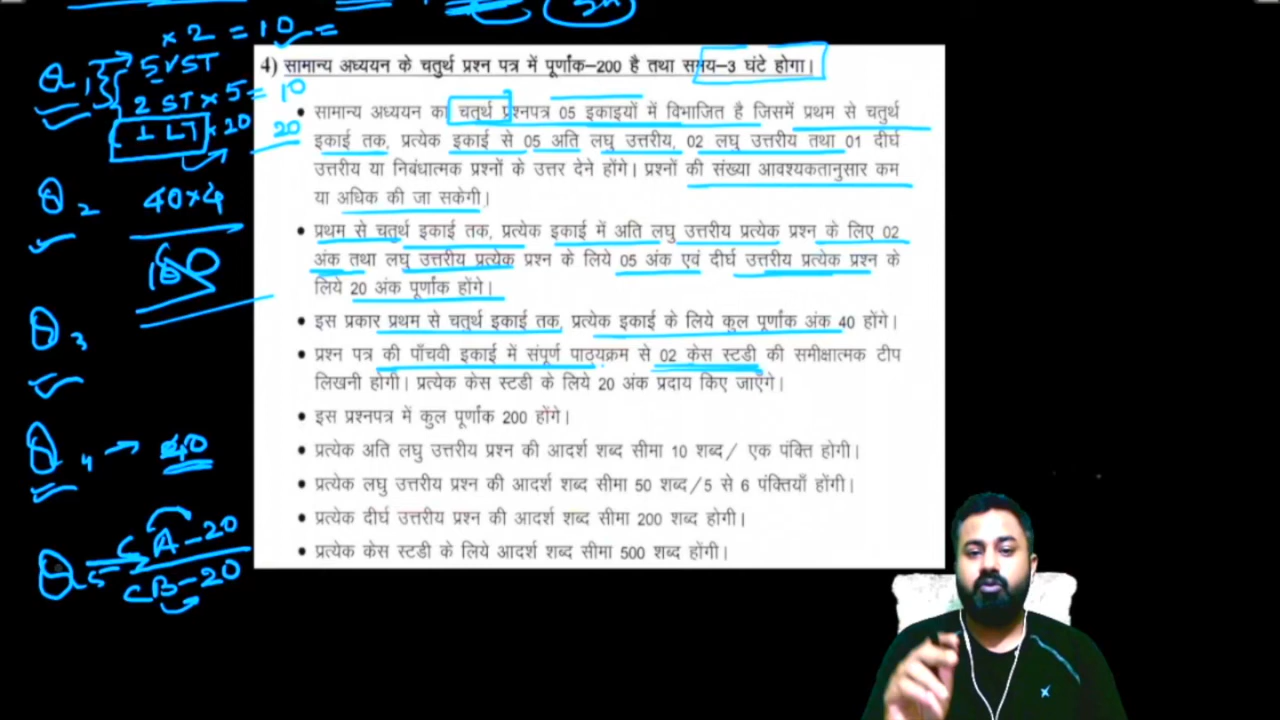 × 2 = 10 =
Q1 5 VST
2 ST × 5 = 10
1 LT × 20 20
Q2 40×4
160
Q3
Q4 → 40
Q5 CA – 20
CB – 20
4) सामान्य अध्ययन के चतुर्थ प्रश्न पत्र में पूर्णांक–200 है तथा समय–3 घंटे होगा।
• सामान्य अध्ययन का चतुर्थ प्रश्नपत्र 05 इकाइयों में विभाजित है जिसमें प्रथम से चतुर्थ
इकाई तक, प्रत्येक इकाई से 05 अति लघु उत्तरीय, 02 लघु उत्तरीय तथा 01 दीर्घ
उत्तरीय या निबंधात्मक प्रश्नों के उत्तर देने होंगे। प्रश्नों की संख्या आवश्यकतानुसार कम
या अधिक की जा सकेगी।
• प्रथम से चतुर्थ इकाई तक, प्रत्येक इकाई में अति लघु उत्तरीय प्रत्येक प्रश्न के लिए 02
अंक तथा लघु उत्तरीय प्रत्येक प्रश्न के लिये 05 अंक एवं दीर्घ उत्तरीय प्रत्येक प्रश्न के
लिये 20 अंक पूर्णांक होंगे।
• इस प्रकार प्रथम से चतुर्थ इकाई तक, प्रत्येक इकाई के लिये कुल पूर्णांक अंक 40 होंगे।
• प्रश्न पत्र की पाँचवी इकाई में संपूर्ण पाठ्यक्रम से 02 केस स्टडी की समीक्षात्मक टीप
लिखनी होगी। प्रत्येक केस स्टडी के लिये 20 अंक प्रदाय किए जाएंगे।
• इस प्रश्नपत्र में कुल पूर्णांक 200 होंगे।
• प्रत्येक अति लघु उत्तरीय प्रश्न की आदर्श शब्द सीमा 10 शब्द/ एक पंक्ति होगी।
• प्रत्येक लघु उत्तरीय प्रश्न की आदर्श शब्द सीमा 50 शब्द/5 से 6 पंक्तियाँ होंगी।
• प्रत्येक दीर्घ उत्तरीय प्रश्न की आदर्श शब्द सीमा 200 शब्द होगी।
• प्रत्येक केस स्टडी के लिये आदर्श शब्द सीमा 500 शब्द होंगी।